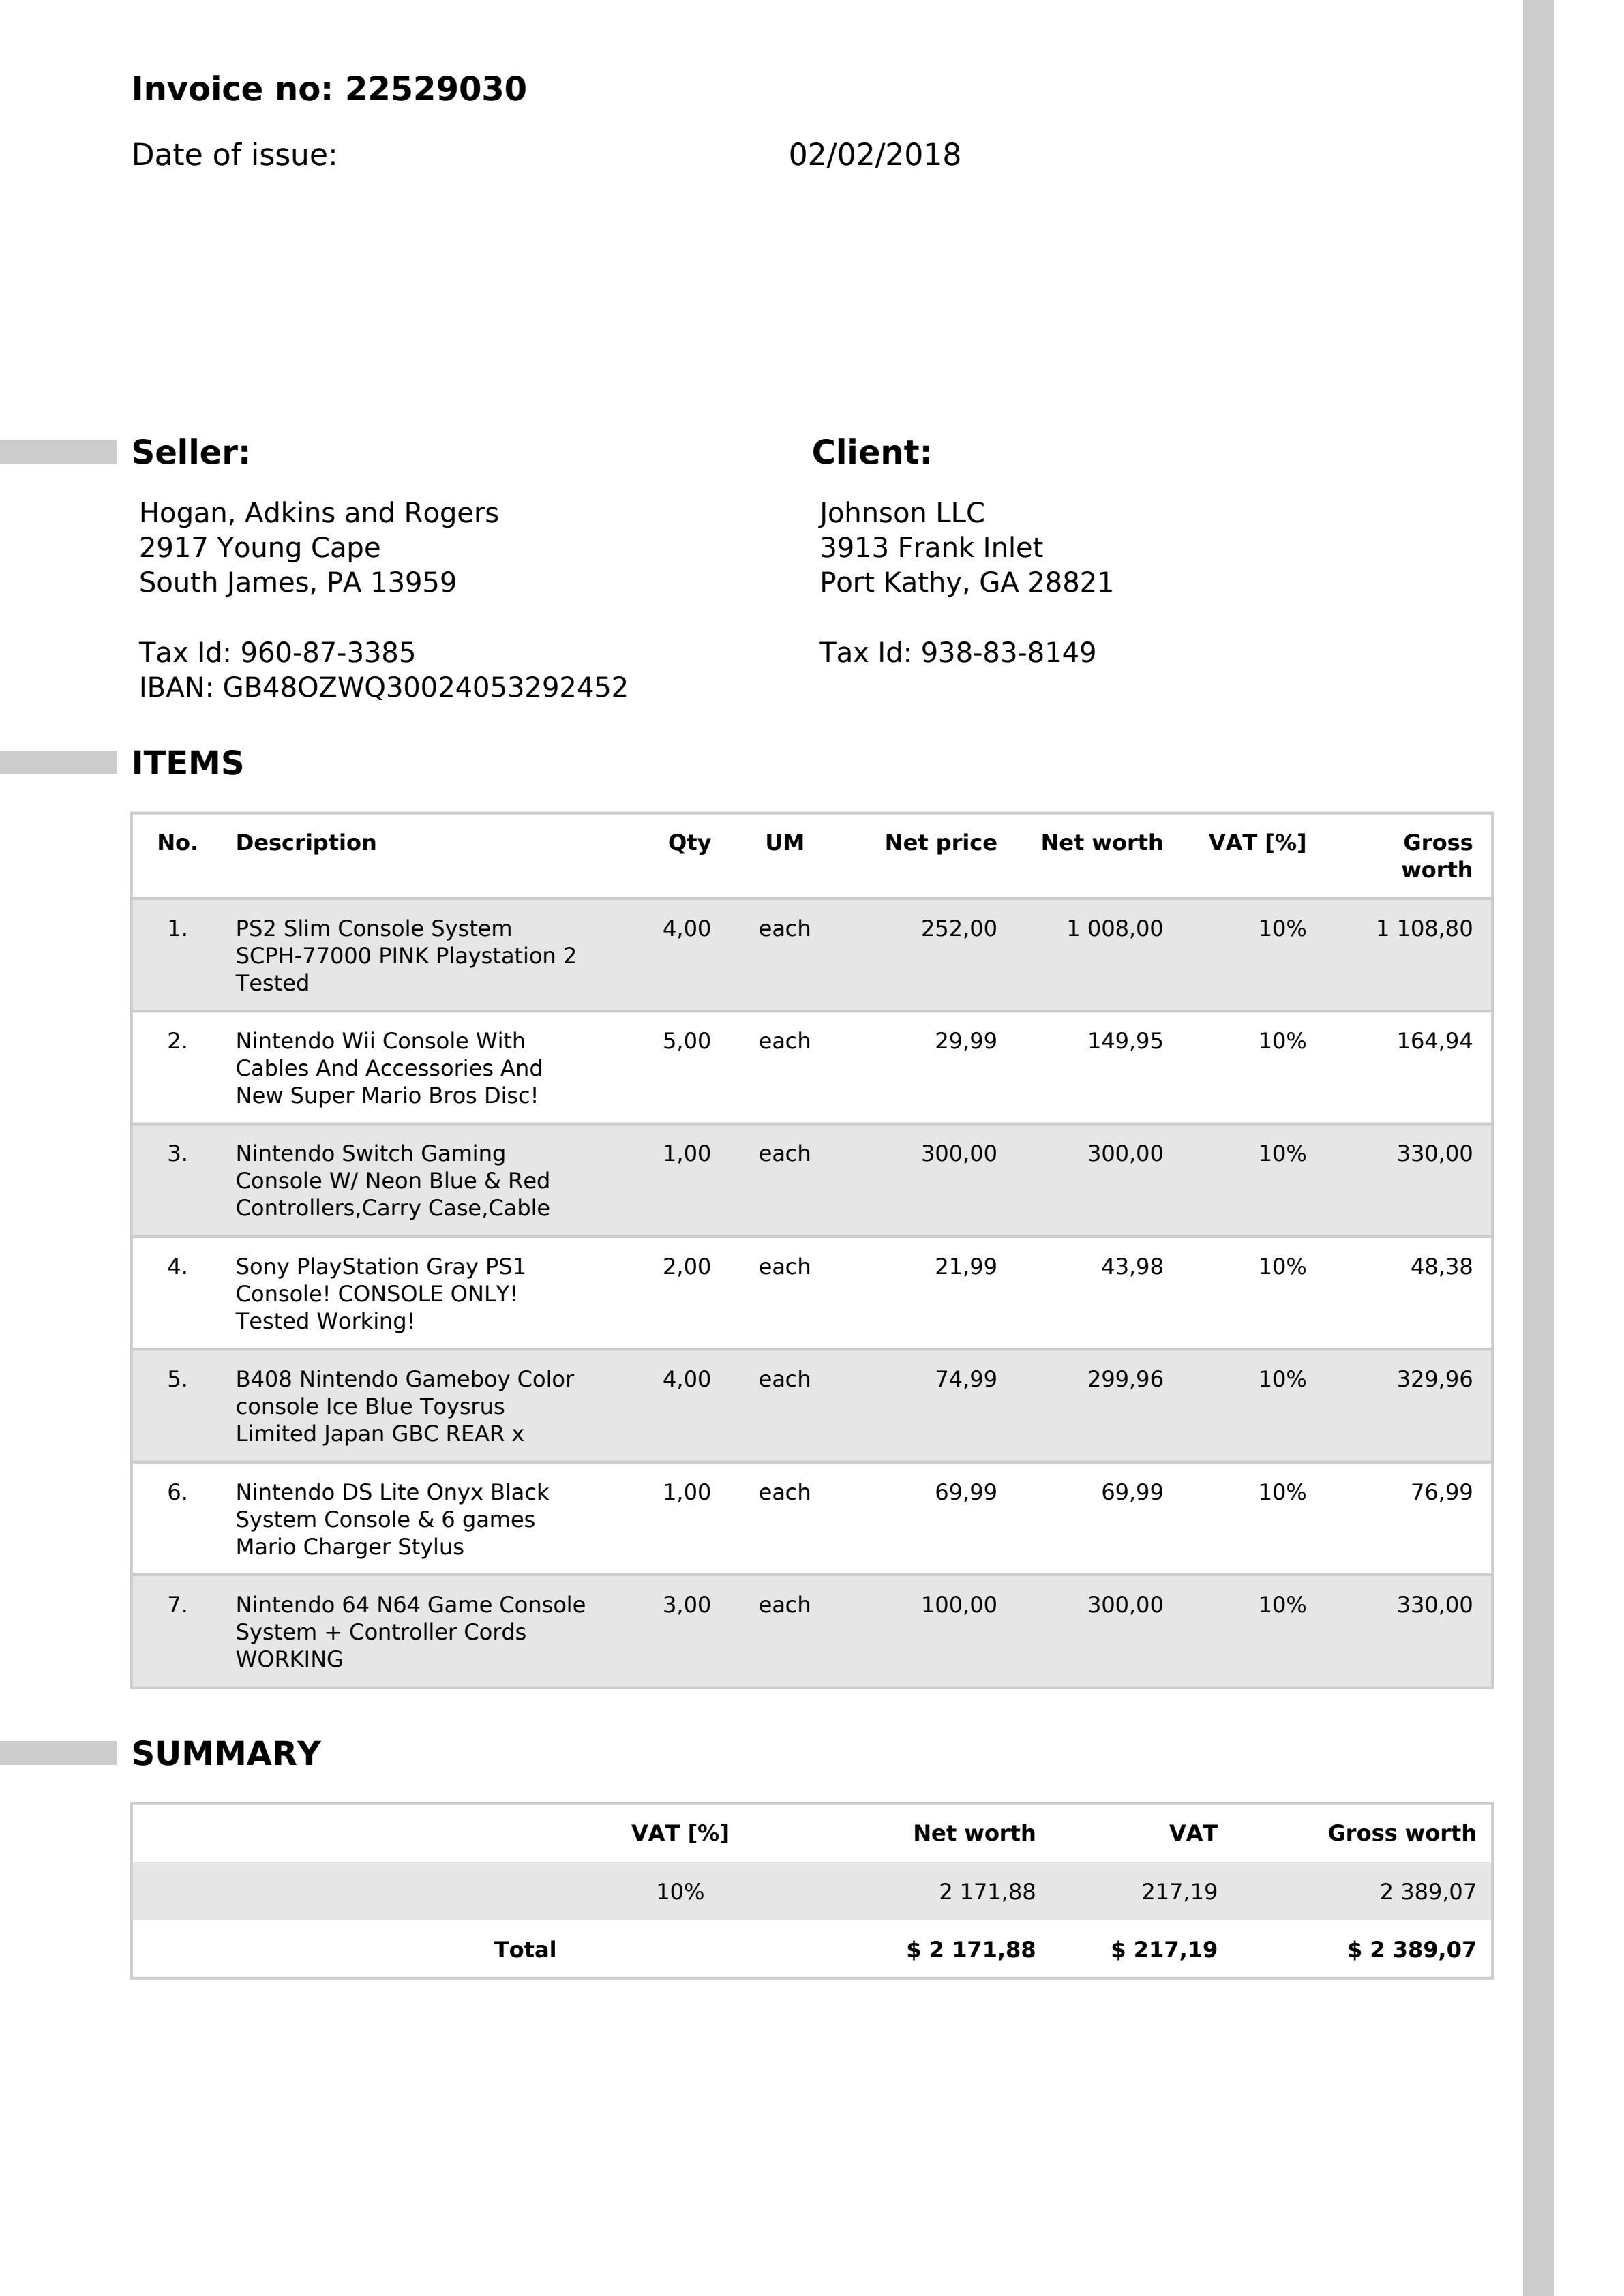 Invoice no: 22529030
Date of issue: 02/02/2018
Seller: Client:
Hogan, Adkins and Rogers Johnson LLC
2917 Young Cape 3913 Frank Inlet
South James, PA 13959 Port Kathy, GA 28821
Tax Id: 960-87-3385 Tax Id: 938-83-8149
IBAN: GB48OZWQ30024053292452
ITEMS
No. Description Qty UM Net price Net worth VAT [%] Gross
worth
1. PS2 Slim Console System 4,00 each 252,00 1 008,00 10% 1 108,80
SCPH-77000 PINK Playstation 2
Tested
2. Nintendo Wii Console With 5,00 each 29,99 149,95 10% 164,94
Cables And Accessories And
New Super Mario Bros Disc!
3. Nintendo Switch Gaming 1,00 each 300,00 300,00 10% 330,00
Console W/ Neon Blue & Red
Controllers,Carry Case,Cable
4. Sony PlayStation Gray PS1 2,00 each 21,99 43,98 10% 48,38
Console! CONSOLE ONLY!
Tested Working!
5. B408 Nintendo Gameboy Color 4,00 each 74,99 299,96 10% 329,96
console Ice Blue Toysrus
Limited Japan GBC REAR x
6. Nintendo DS Lite Onyx Black 1,00 each 69,99 69,99 10% 76,99
System Console & 6 games
Mario Charger Stylus
7. Nintendo 64 N64 Game Console 3,00 each 100,00 300,00 10% 330,00
System + Controller Cords
WORKING
SUMMARY
VAT [%] Net worth VAT Gross worth
10% 2 171,88 217,19 2 389,07
Total $ 2 171,88 $ 217,19 $ 2 389,07